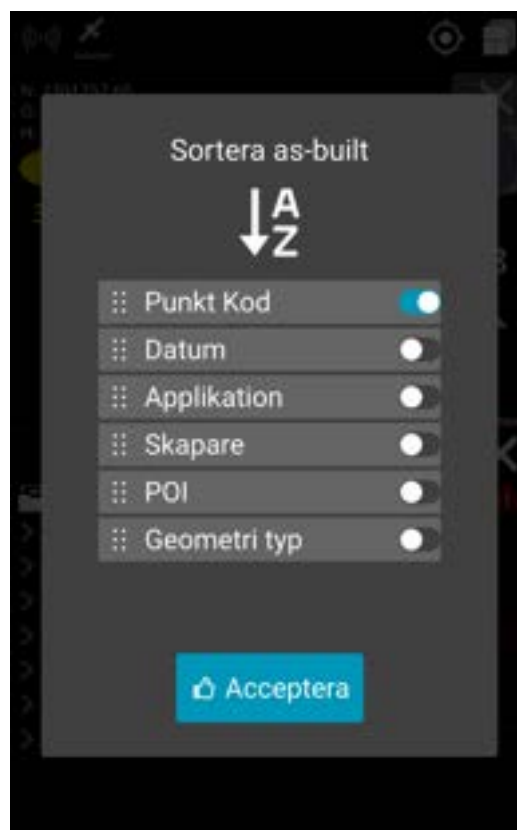 Sortera as-built
A
Z
Punkt Kod
Datum
Applikation
Skapare
POI
Geometri typ
Acceptera